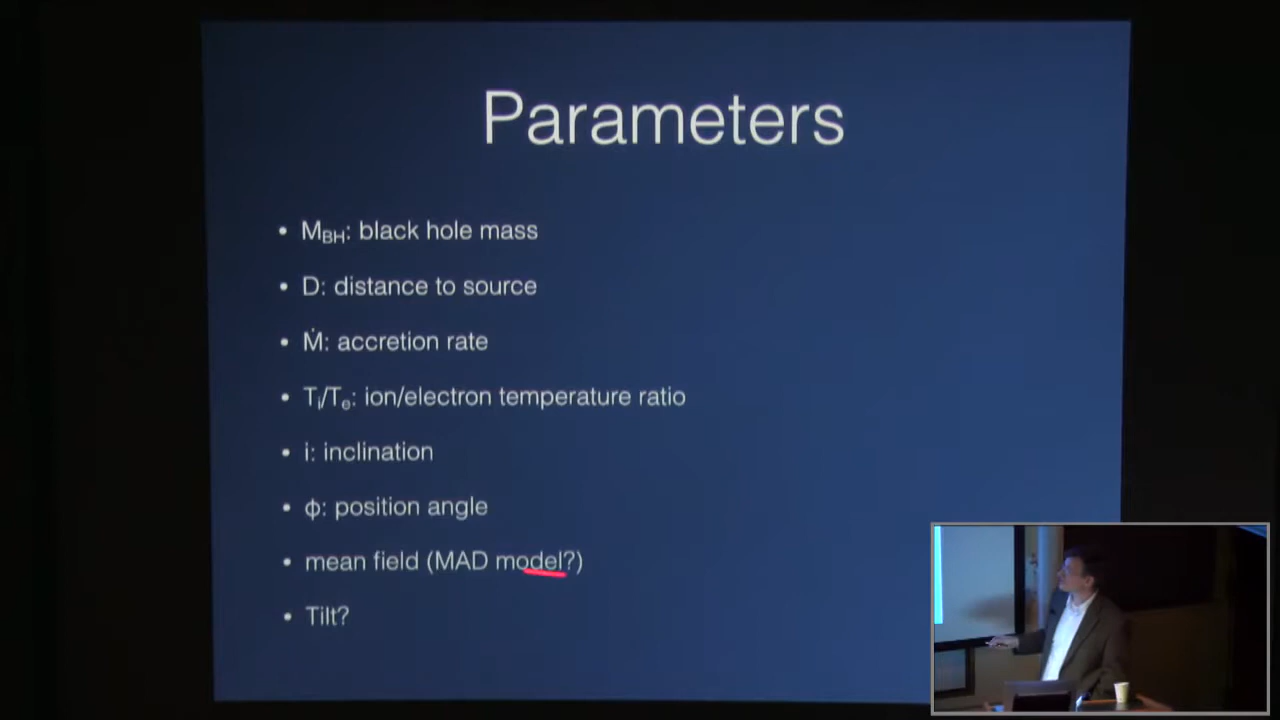 Parameters
• M_BH: black hole mass
• D: distance to source
• Ṁ: accretion rate
• T_i/T_e: ion/electron temperature ratio
• i: inclination
• ϕ: position angle
• mean field (MAD model?)
• Tilt?